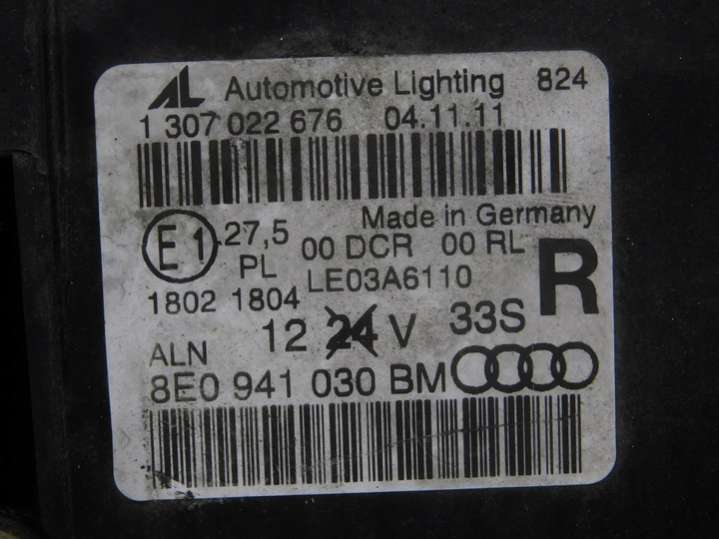 AL Automotive Lighting 824
1 307 022 676 04.11.11
Made in Germany
E1 27,5 00 DCR 00 RL R
PL LE03A6110
1802 1804
12 24 V 33S
ALN
8E0 941 030 BM